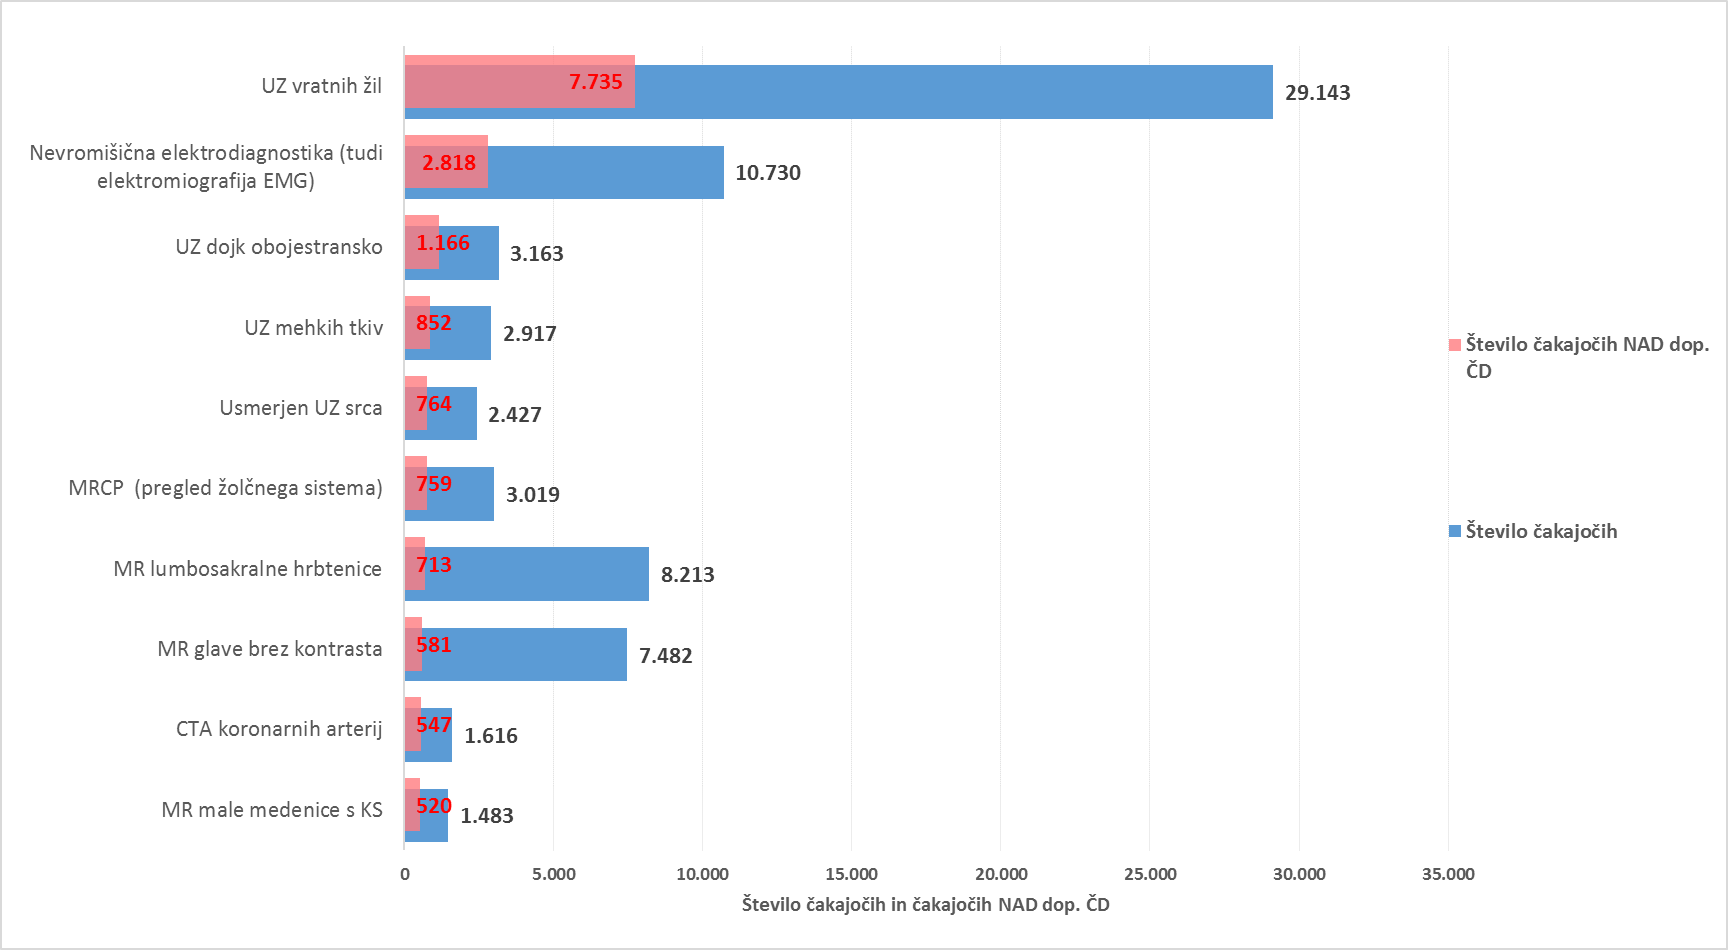 UZ vratnih žil
7.735
29.143
Nevromišična elektrodiagnostika (tudi
elektromiografija EMG)
2.818
10.730
UZ dojk obojestransko
1.166
3.163
UZ mehkih tkiv
852
2.917
Usmerjen UZ srca
764
2.427
MRCP  (pregled žolčnega sistema)
759
3.019
MR lumbosakralne hrbtenice
713
8.213
MR glave brez kontrasta
581
7.482
CTA koronarnih arterij
547
1.616
MR male medenice s KS
520
1.483
0 5.000 10.000 15.000 20.000 25.000 30.000 35.000
Število čakajočih in čakajočih NAD dop. ČD
Število čakajočih NAD dop.
ČD
Število čakajočih